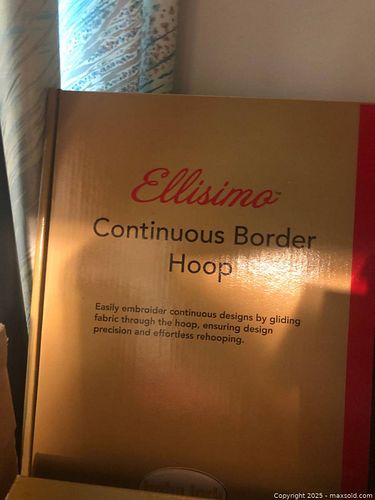 Ellisimo™
Continuous Border
Hoop
Easily embroider continuous designs by gliding
fabric through the hoop, ensuring design
precision and effortless rehooping.
Copyright 2025 - maxsold.com